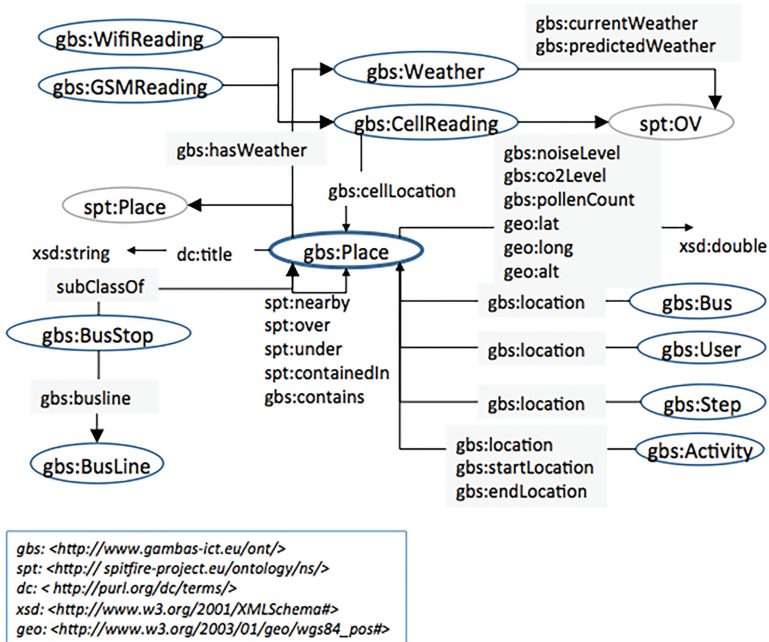 gbs:currentWeather
gbs:predictedWeather
gbs:WifiReading
gbs:Weather
gbs:GSMReading
gbs:CellReading
spt:OV
gbs:hasWeather
gbs:noiseLevel
gbs:co2Level
gbs:pollenCount
geo:lat
geo:long
geo:alt
gbs:cellLocation
spt:Place
xsd:string
dc:title
gbs:Place
xsd:double
subClassOf
spt:nearby
spt:over
spt:under
spt:containedIn
gbs:contains
gbs:location
gbs:Bus
gbs:BusStop
gbs:location
gbs:User
gbs:busline
gbs:location
gbs:Step
gbs:BusLine
gbs:location
gbs:startLocation
gbs:endLocation
gbs:Activity
gbs: <http://www.gambas-ict.eu/ont/>
spt: <http:// spitfire-project.eu/ontology/ns/>
dc: < http://purl.org/dc/terms/>
xsd: <http://www.w3.org/2001/XMLSchema#>
geo: <http://www.w3.org/2003/01/geo/wgs84_pos#>